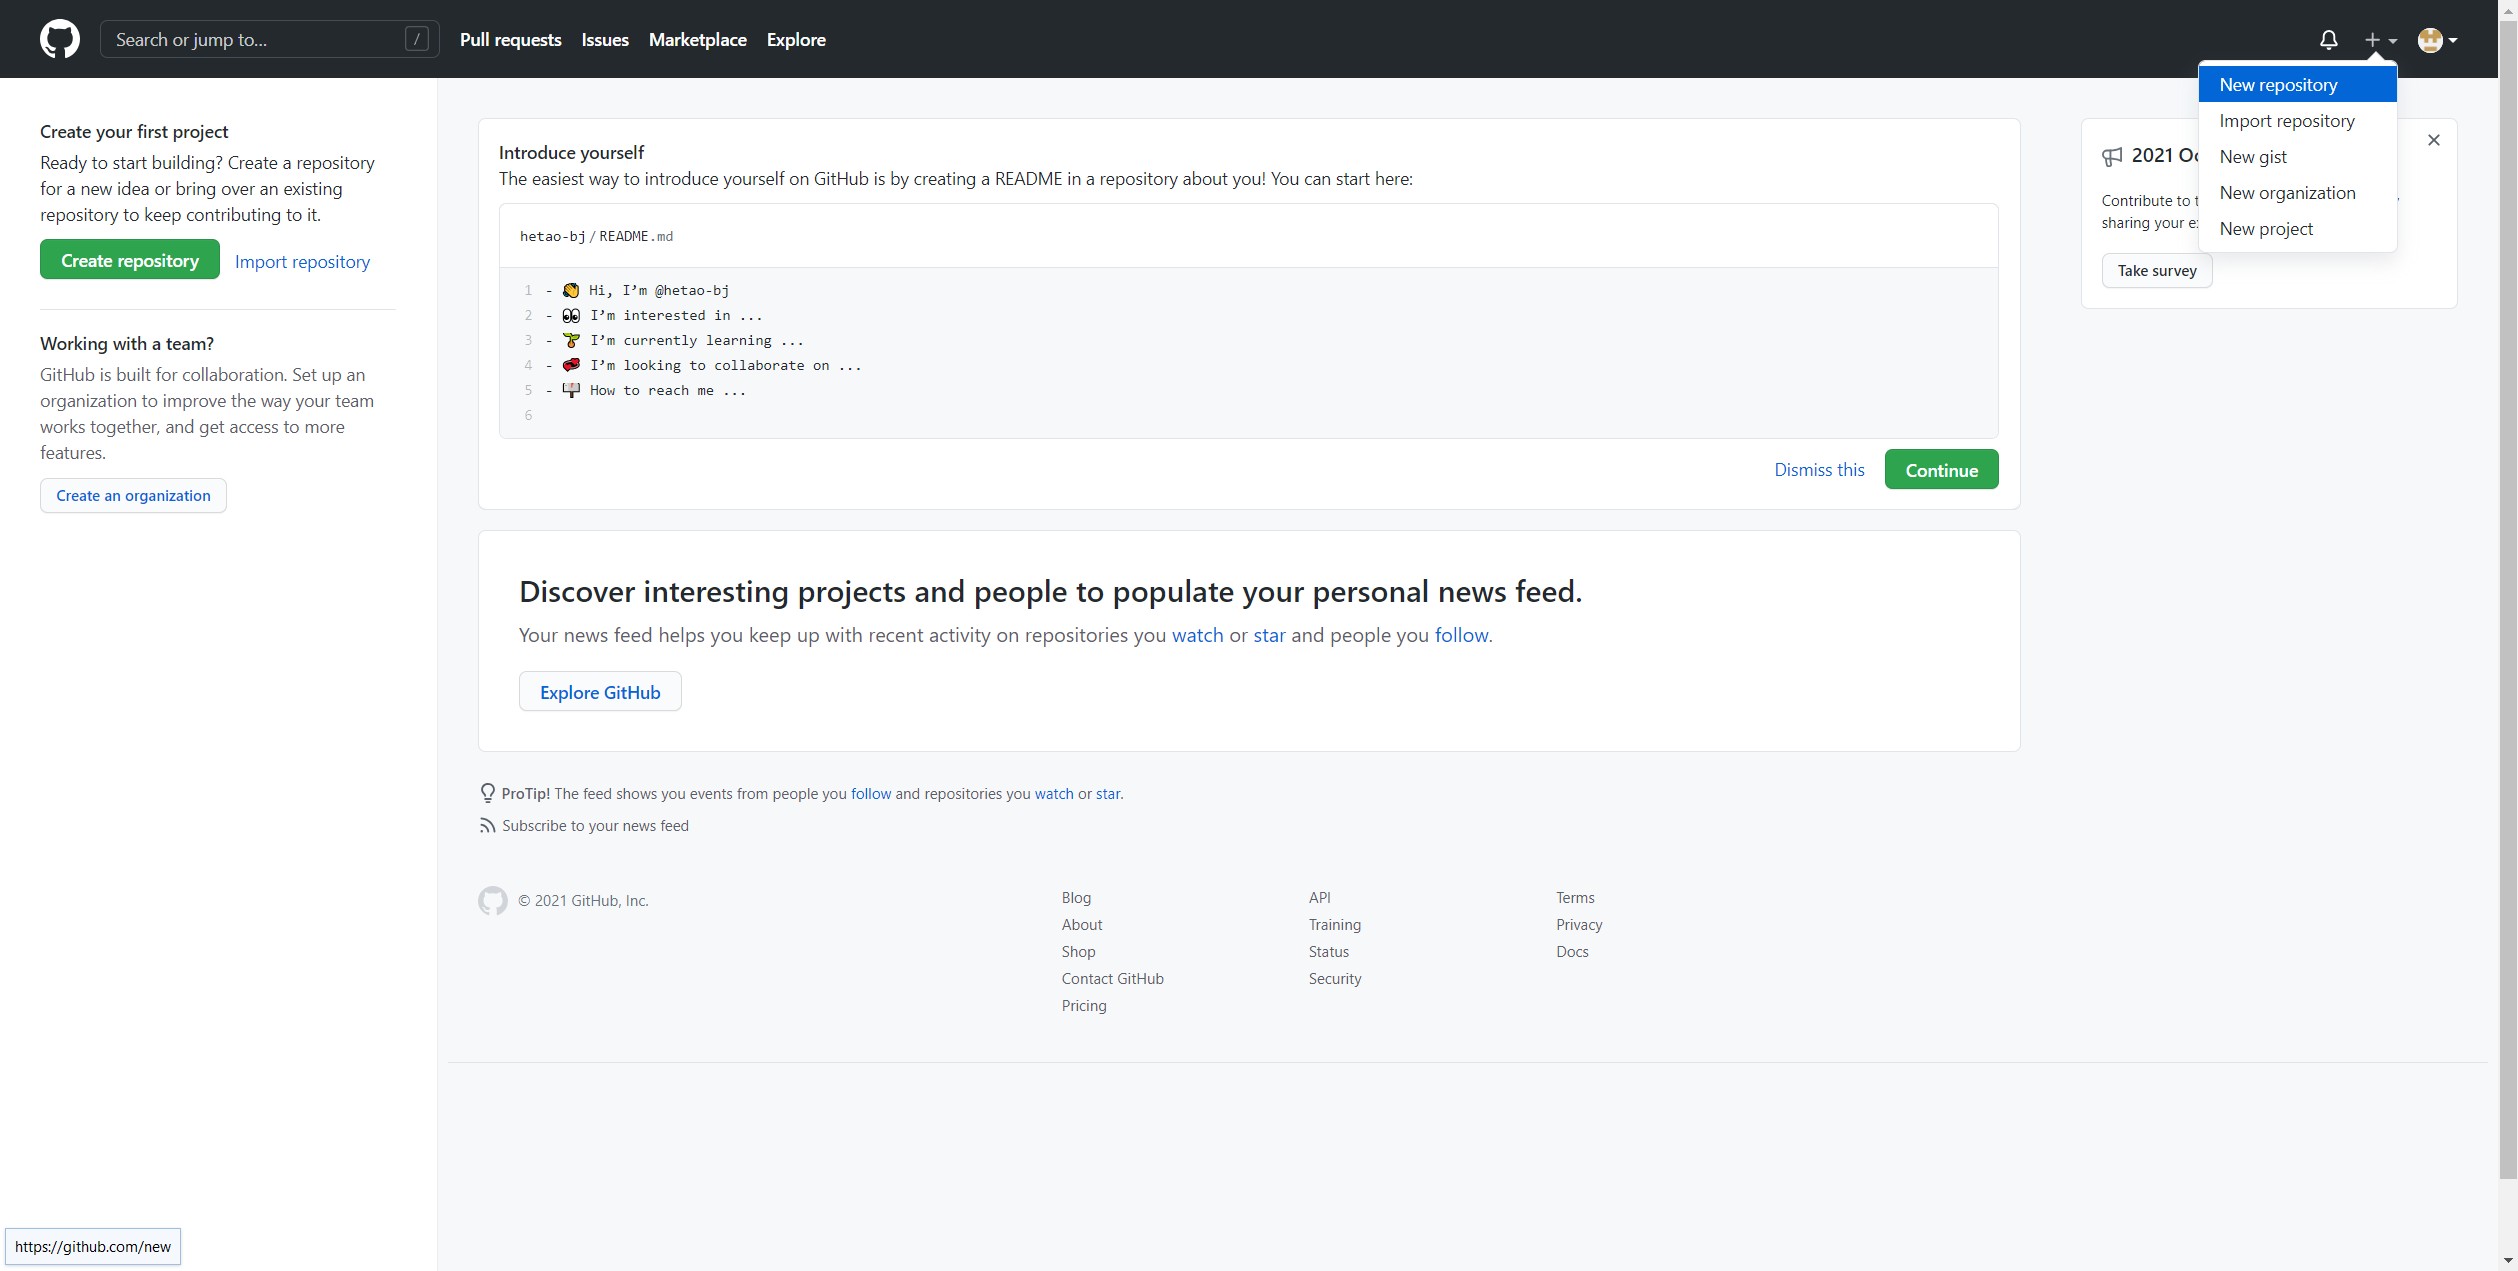 Search or jump to...
/
Pull requests
Issues
Marketplace
Explore
New repository
Import repository
New gist
New organization
New project
Create your first project
Ready to start building? Create a repository
for a new idea or bring over an existing
repository to keep contributing to it.
Create repository
Import repository
Working with a team?
GitHub is built for collaboration. Set up an
organization to improve the way your team
works together, and get access to more
features.
Create an organization
Introduce yourself
The easiest way to introduce yourself on GitHub is by creating a README in a repository about you! You can start here:
hetao-bj/README.md
1 - 👋 Hi, I’m @hetao-bj
2 - 👀 I’m interested in ...
3 - 🌱 I’m currently learning ...
4 - 💞️ I’m looking to collaborate on ...
5 - 📫 How to reach me ...
6
Dismiss this
Continue
2021
Contribute to
sharing your
Take survey
Discover interesting projects and people to populate your personal news feed.
Your news feed helps you keep up with recent activity on repositories you watch or star and people you follow.
Explore GitHub
ProTip! The feed shows you events from people you follow and repositories you watch or star.
Subscribe to your news feed
© 2021 GitHub, Inc.
Blog
About
Shop
Contact GitHub
Pricing
API
Training
Status
Security
Terms
Privacy
Docs
https://github.com/new